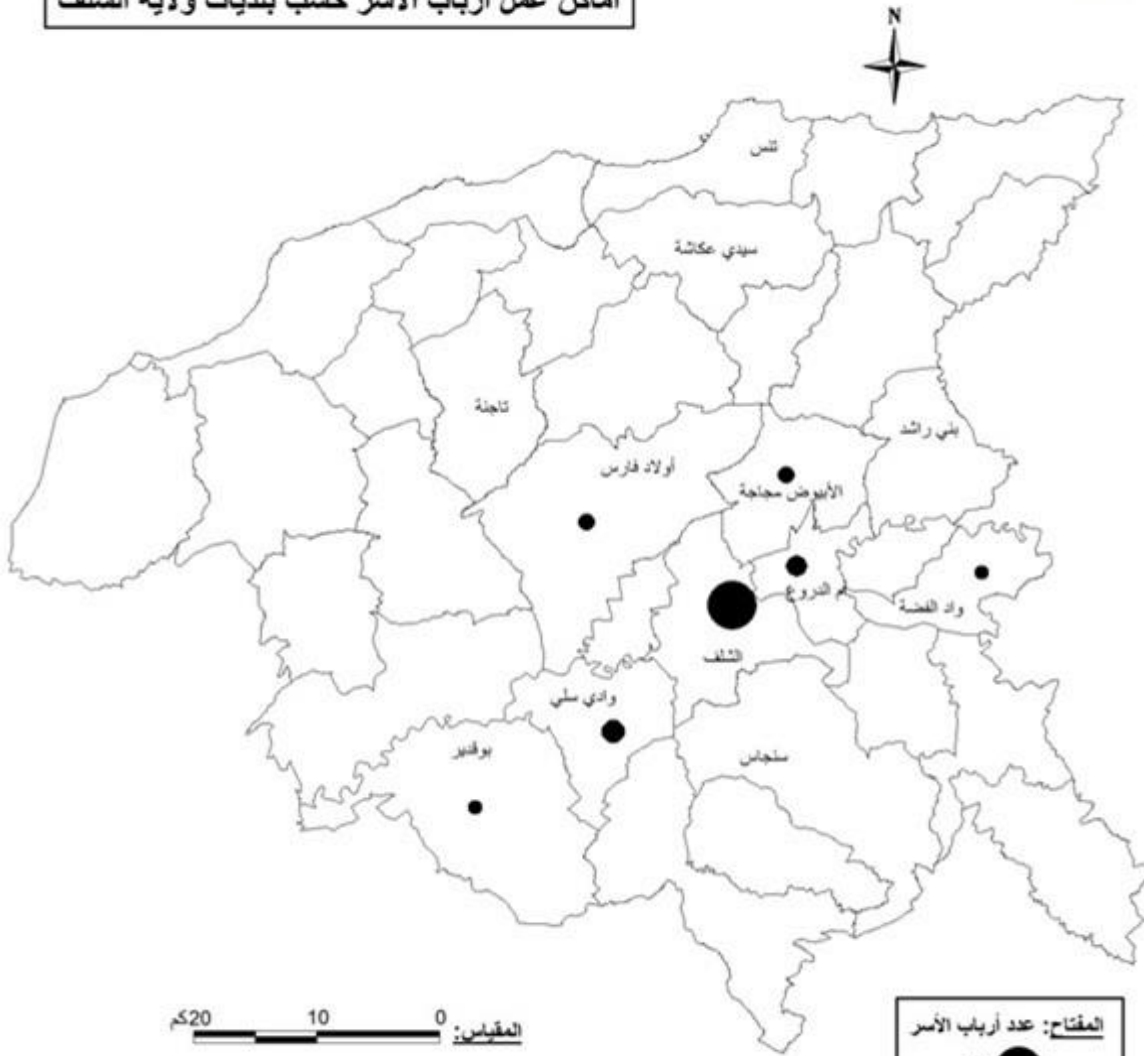 أماكن عمل أرباب الأسر حسب بلديات ولاية الشلف
N
تنس
سيدي عكاشة
تاجنة
بني راشد
أولاد فارس
الأبيوض مجاجة
أم الدروع
واد الفضة
الشلف
وادي سلي
بوقدير
سنجاس
المقياس: 0 10 20كم
المفتاح: عدد أرباب الأسر